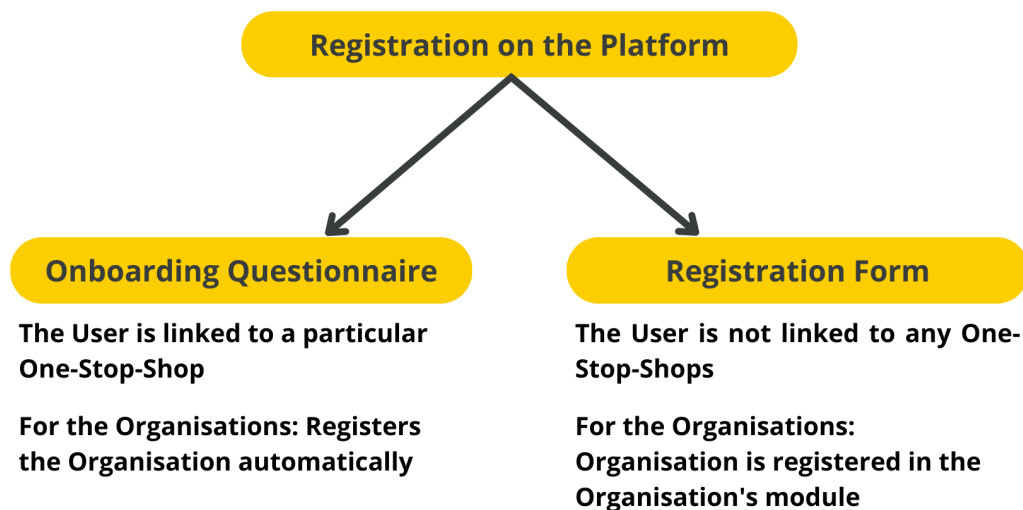 Registration on the Platform
Onboarding Questionnaire
The User is linked to a particular
One-Stop-Shop
For the Organisations: Registers
the Organisation automatically
Registration Form
The User is not linked to any One-
Stop-Shops
For the Organisations:
Organisation is registered in the
Organisation's module